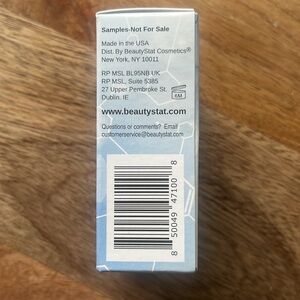 Samples-Not For Sale
Made in the USA
Dist. By BeautyStat Cosmetics®
New York, NY 10011
RP MSL BL95NB UK
RP MSL, Suite 5385
27 Upper Pembroke St,
Dublin, IE
6M
www.beautystat.com
Questions or comments? Email
customerservice@beautystat.com
8 50049 47100 8